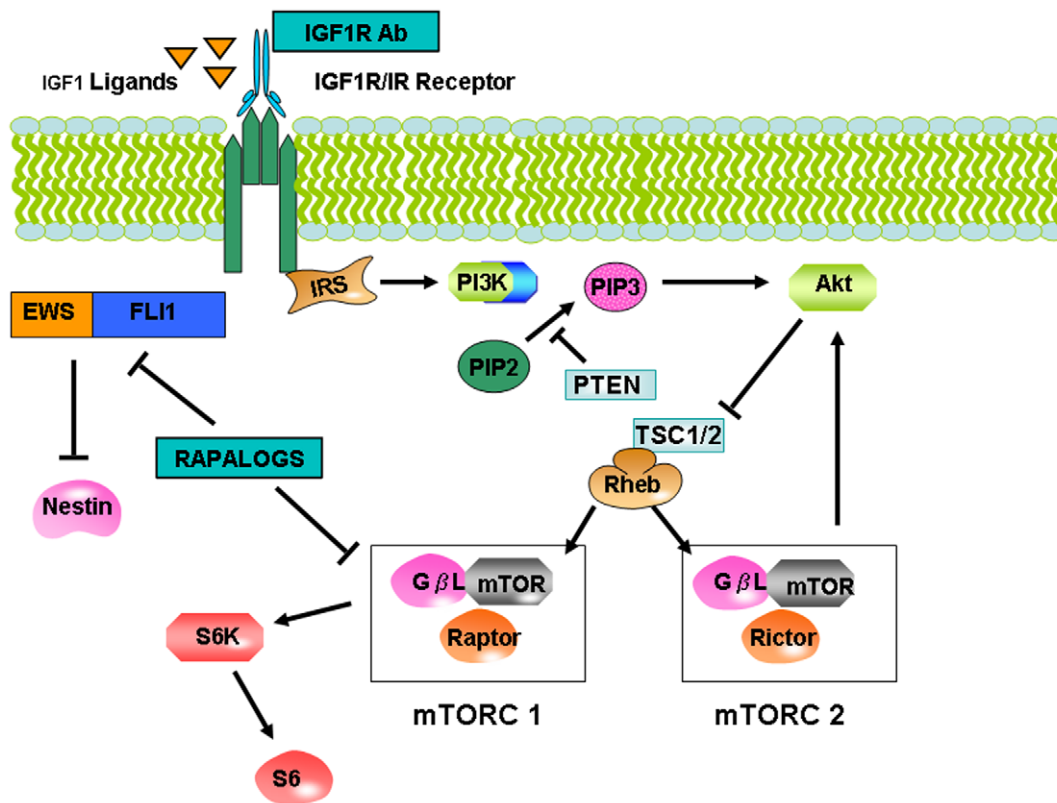 IGF1R Ab
IGF1 Ligands
IGF1R/IR Receptor
IRS
PI3K
PIP3
Akt
EWS
FLI1
PIP2
PTEN
TSC1/2
RAPALOGS
Rheb
Nestin
GβL
mTOR
Raptor
GβL
mTOR
Rictor
S6K
mTORC 1
mTORC 2
S6